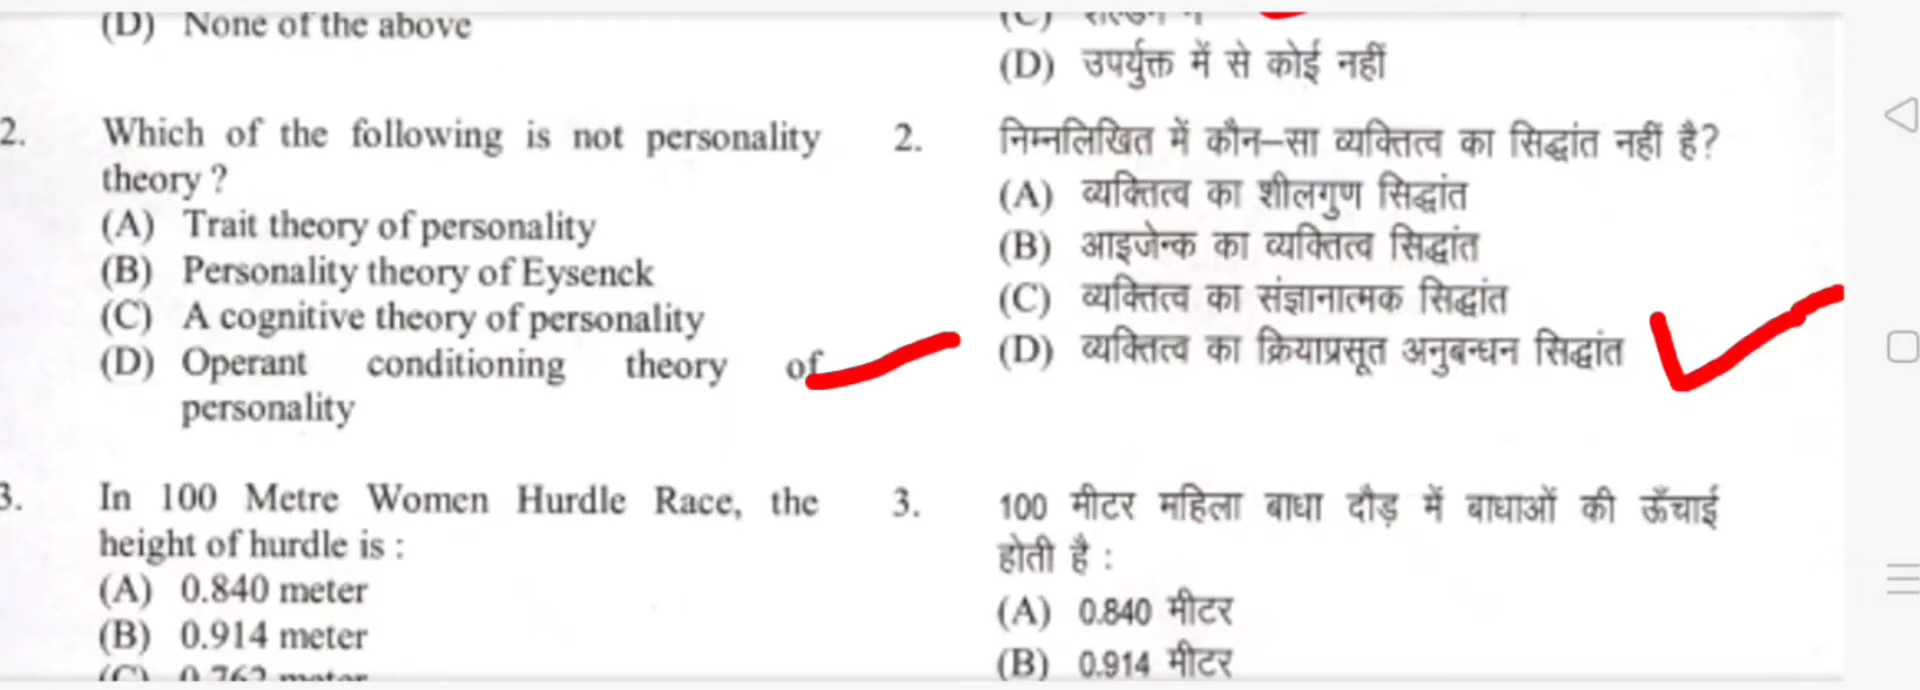 (D) None of the above
2. Which of the following is not personality
theory ?
(A) Trait theory of personality
(B) Personality theory of Eysenck
(C) A cognitive theory of personality
(D) Operant conditioning theory of
personality
3. In 100 Metre Women Hurdle Race, the
height of hurdle is :
(A) 0.840 meter
(B) 0.914 meter
(C) 0.762 meter
(D) उपर्युक्त में से कोई नहीं
2. निम्नलिखित में कौन–सा व्यक्तित्व का सिद्धांत नहीं है?
(A) व्यक्तित्व का शीलगुण सिद्धांत
(B) आइजेन्क का व्यक्तित्व सिद्धांत
(C) व्यक्तित्व का संज्ञानात्मक सिद्धांत
(D) व्यक्तित्व का क्रियाप्रसूत अनुबन्धन सिद्धांत
3. 100 मीटर महिला बाधा दौड़ में बाधाओं की ऊँचाई
होती है :
(A) 0.840 मीटर
(B) 0.914 मीटर